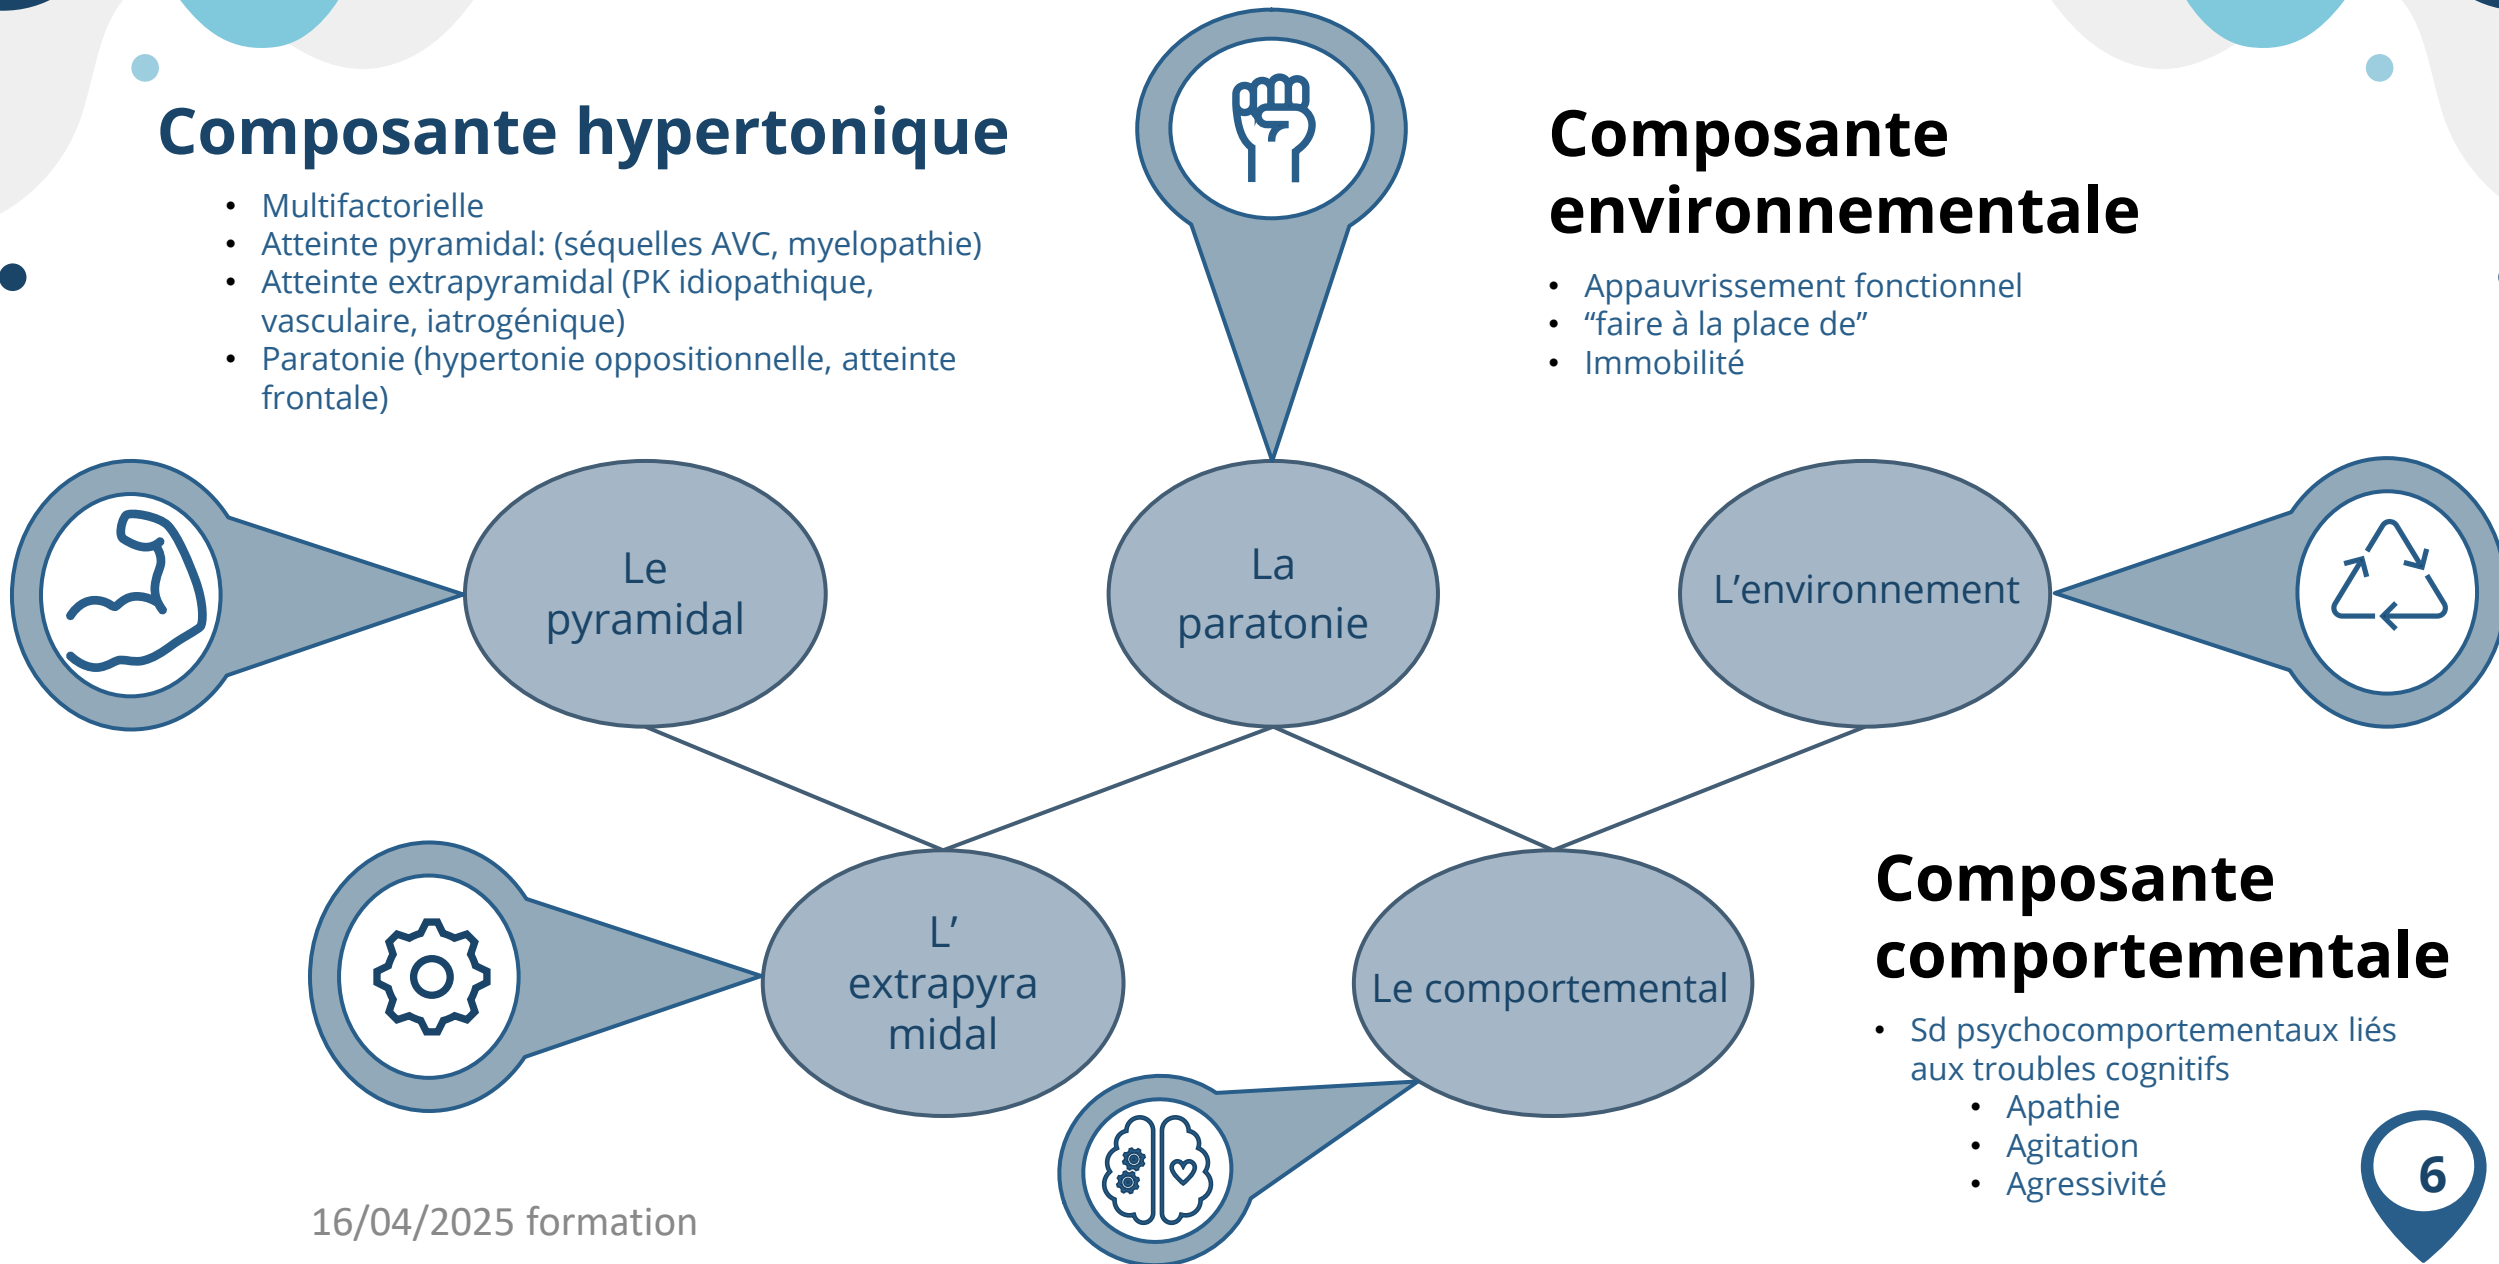 Composante hypertonique
• Multifactorielle
• Atteinte pyramidal: (séquelles AVC, myelopathie)
• Atteinte extrapyramidal (PK idiopathique,
vasculaire, iatrogénique)
• Paratonie (hypertonie oppositionnelle, atteinte
frontale)
Composante
environnementale
• Appauvrissement fonctionnel
• “faire à la place de”
• Immobilité
Le
pyramidal
La
paratonie
L’environnement
L’
extrapyra
midal
Le comportemental
Composante
comportementale
• Sd psychocomportementaux liés
aux troubles cognitifs
• Apathie
• Agitation
• Agressivité
16/04/2025 formation
6